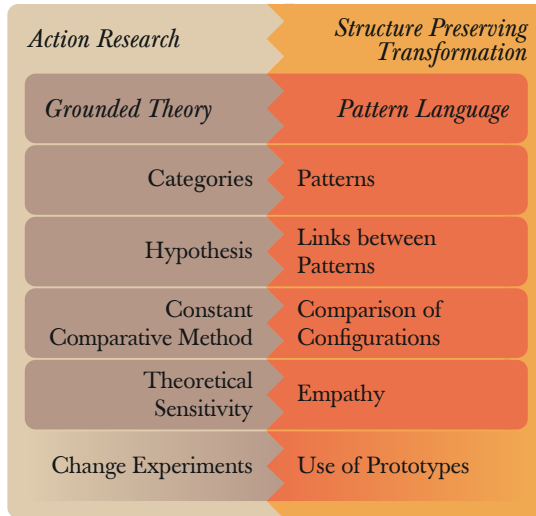 Action Research
Structure Preserving
Transformation
Grounded Theory
Pattern Language
Categories
Patterns
Hypothesis
Links between
Patterns
Constant
Comparative Method
Comparison of
Configurations
Theoretical
Sensitivity
Empathy
Change Experiments
Use of Prototypes